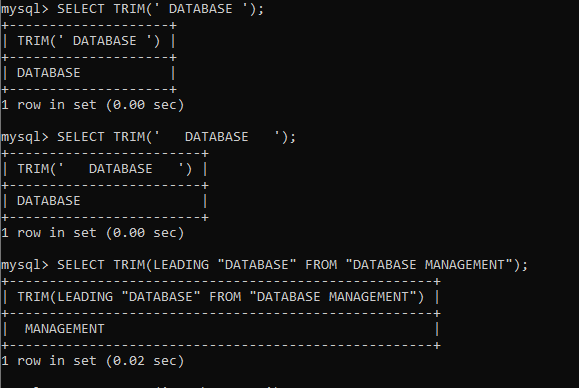 mysql> SELECT TRIM(' DATABASE ');
+--------------------+
| TRIM(' DATABASE ') |
+--------------------+
| DATABASE           |
+--------------------+
1 row in set (0.00 sec)
mysql> SELECT TRIM('   DATABASE   ');
+------------------------+
| TRIM('   DATABASE   ') |
+------------------------+
| DATABASE               |
+------------------------+
1 row in set (0.00 sec)
mysql> SELECT TRIM(LEADING "DATABASE" FROM "DATABASE MANAGEMENT");
+-----------------------------------------------------+
| TRIM(LEADING "DATABASE" FROM "DATABASE MANAGEMENT") |
+-----------------------------------------------------+
|  MANAGEMENT                                         |
+-----------------------------------------------------+
1 row in set (0.02 sec)